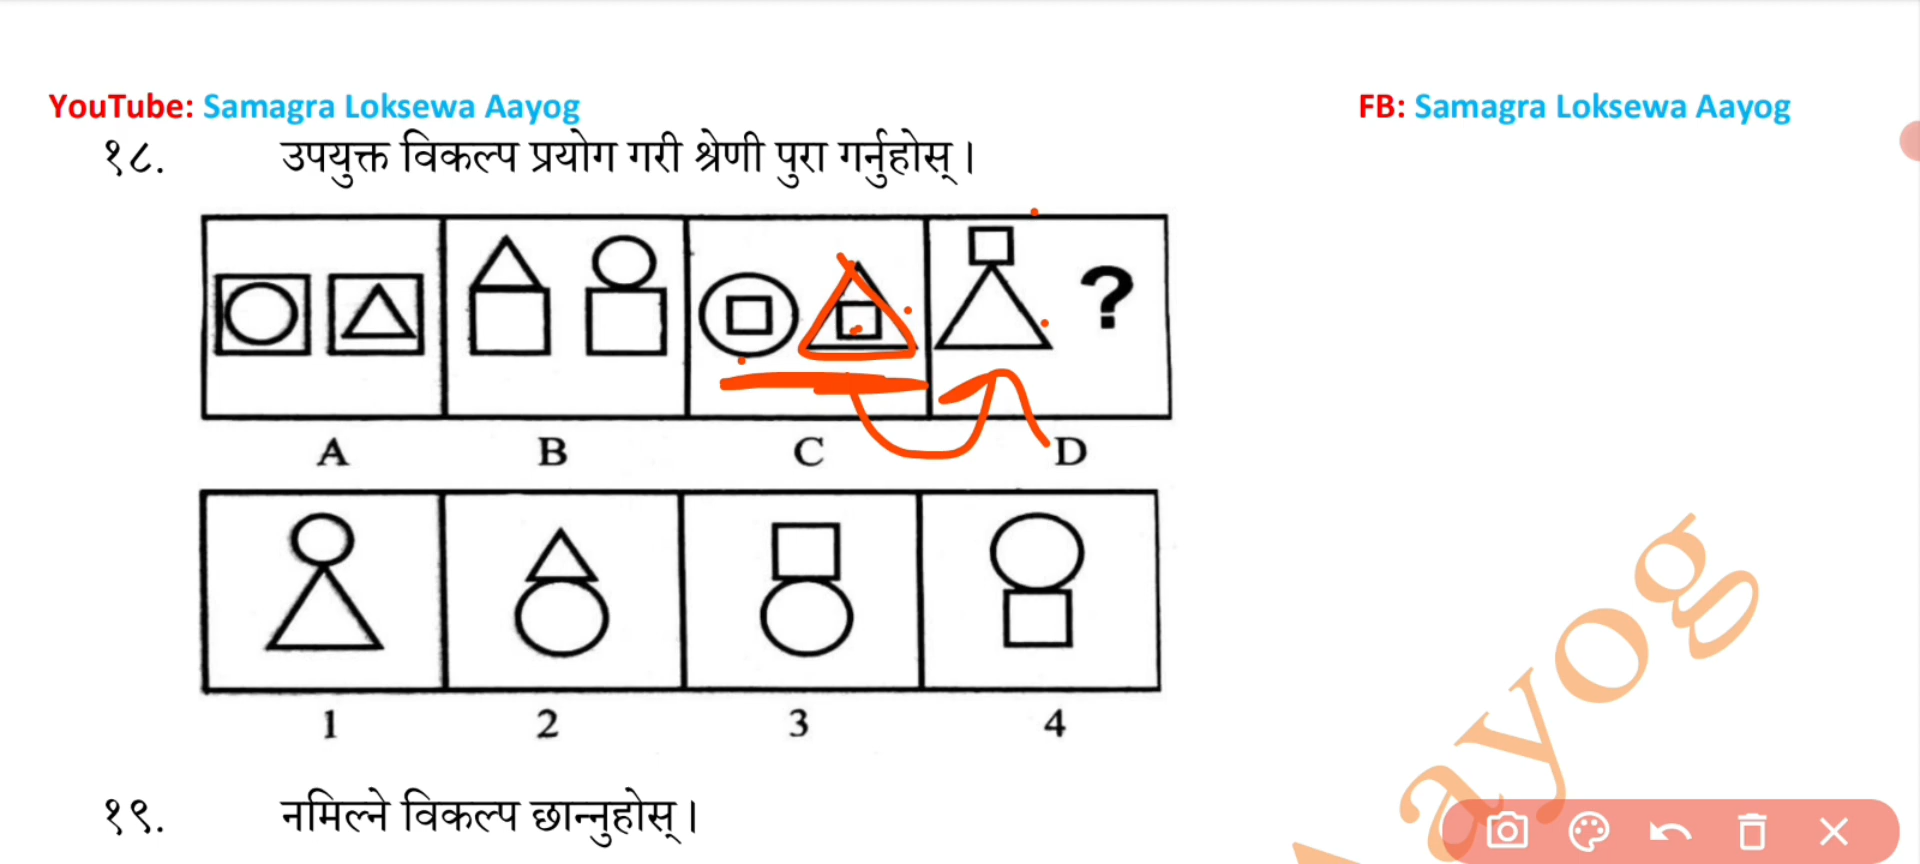 YouTube: Samagra Loksewa Aayog
FB: Samagra Loksewa Aayog
१८. उपयुक्त विकल्प प्रयोग गरी श्रेणी पुरा गर्नुहोस्।
?
A B C D
1 2 3 4
१९. नमिल्ने विकल्प छान्नुहोस्।
Aayog